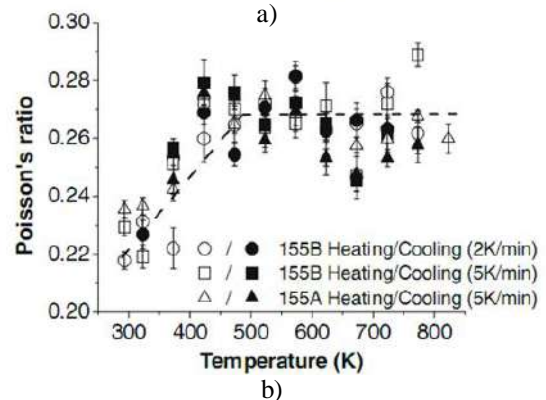 a)
0.30
0.28
0.26
0.24
0.22
0.20
Poisson's ratio
○ / ● 155B Heating/Cooling (2K/min)
□ / ■ 155B Heating/Cooling (5K/min)
△ / ▲ 155A Heating/Cooling (5K/min)
300 400 500 600 700 800
Temperature (K)
b)